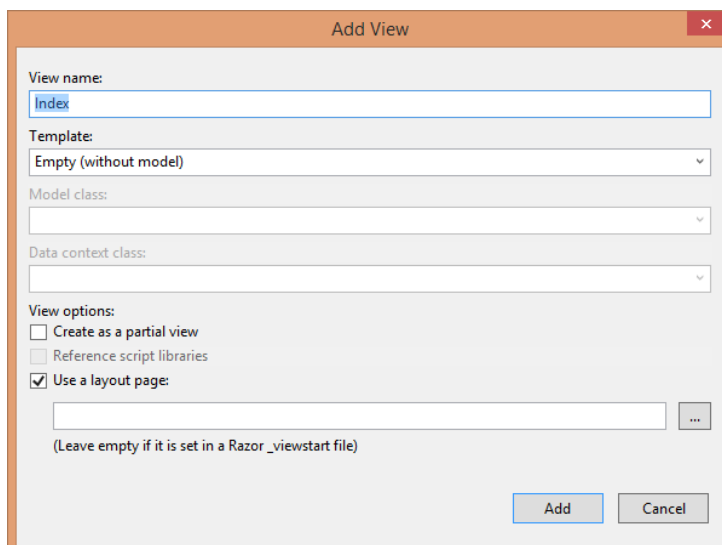 Add View
View name:
Index
Template:
Empty (without model)
Model class:
Data context class:
View options:
Create as a partial view
Reference script libraries
Use a layout page:
...
(Leave empty if it is set in a Razor _viewstart file)
Add Cancel